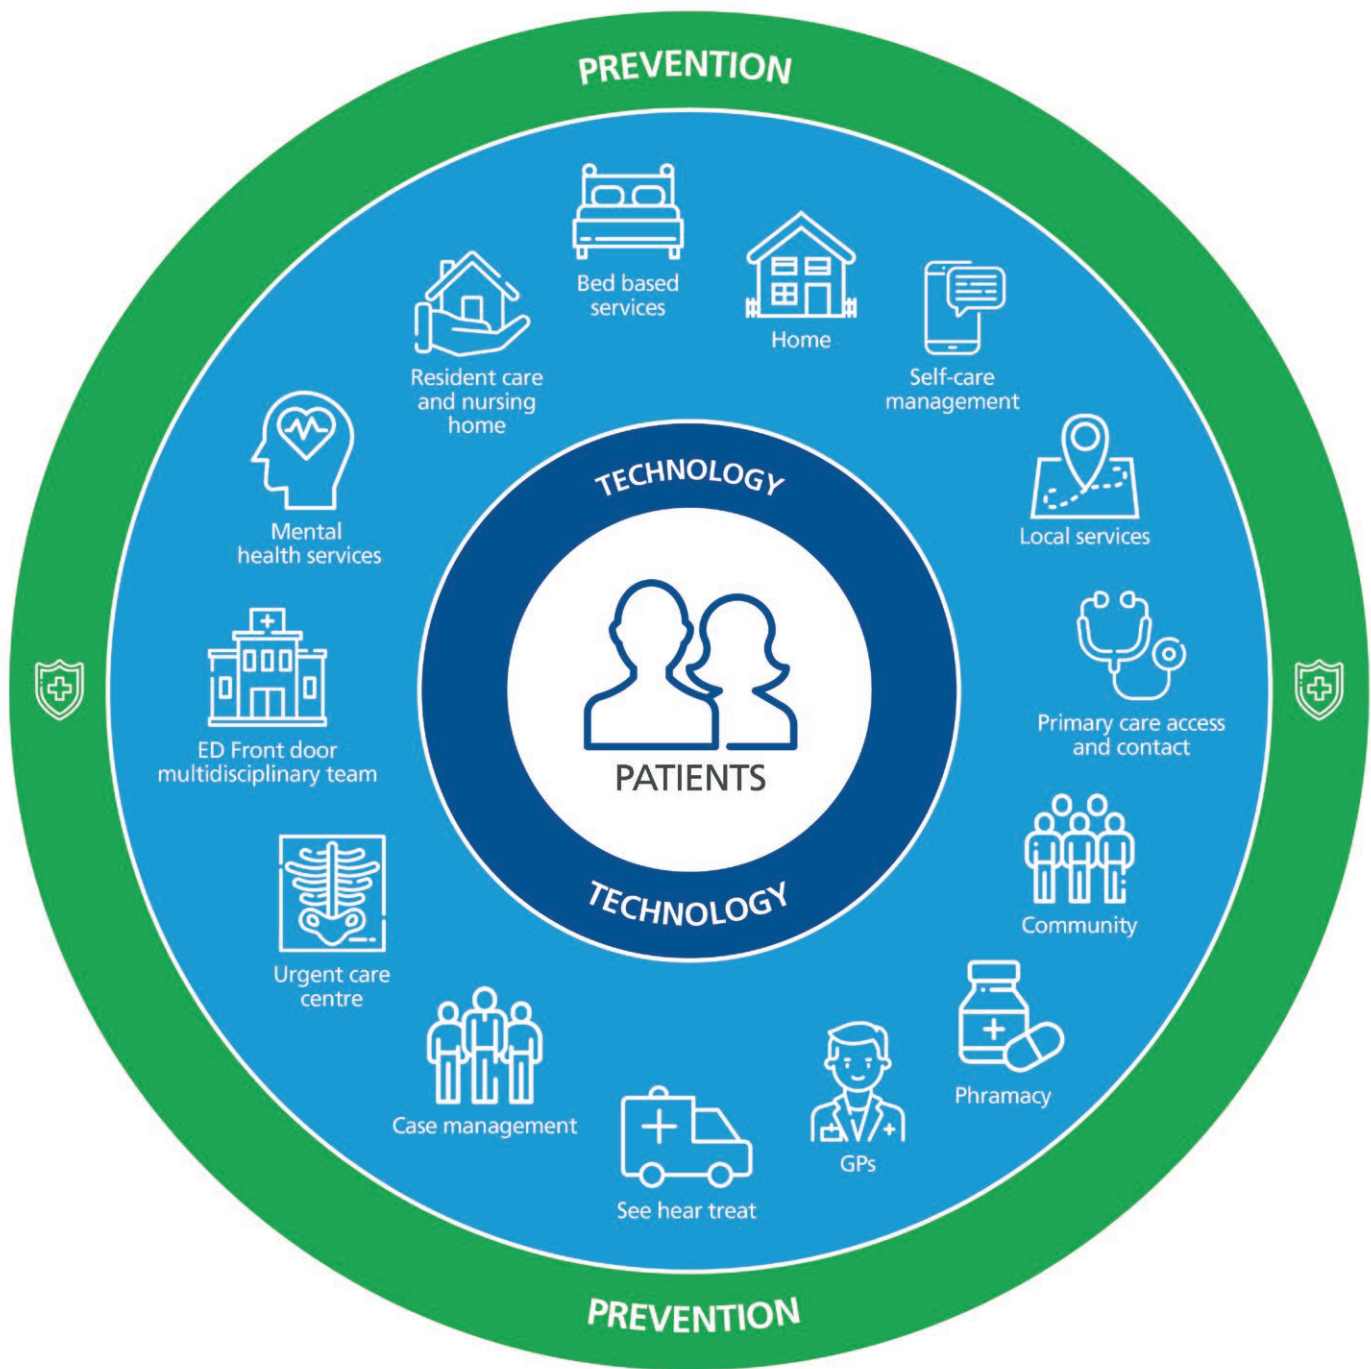 PREVENTION
Bed based
services
Home
Self-care
management
Local services
Primary care access
and contact
Community
Phramacy
GPs
See hear treat
Case management
Urgent care
centre
ED Front door
multidisciplinary team
Mental
health services
Resident care
and nursing
home
TECHNOLOGY
PATIENTS
TECHNOLOGY
PREVENTION